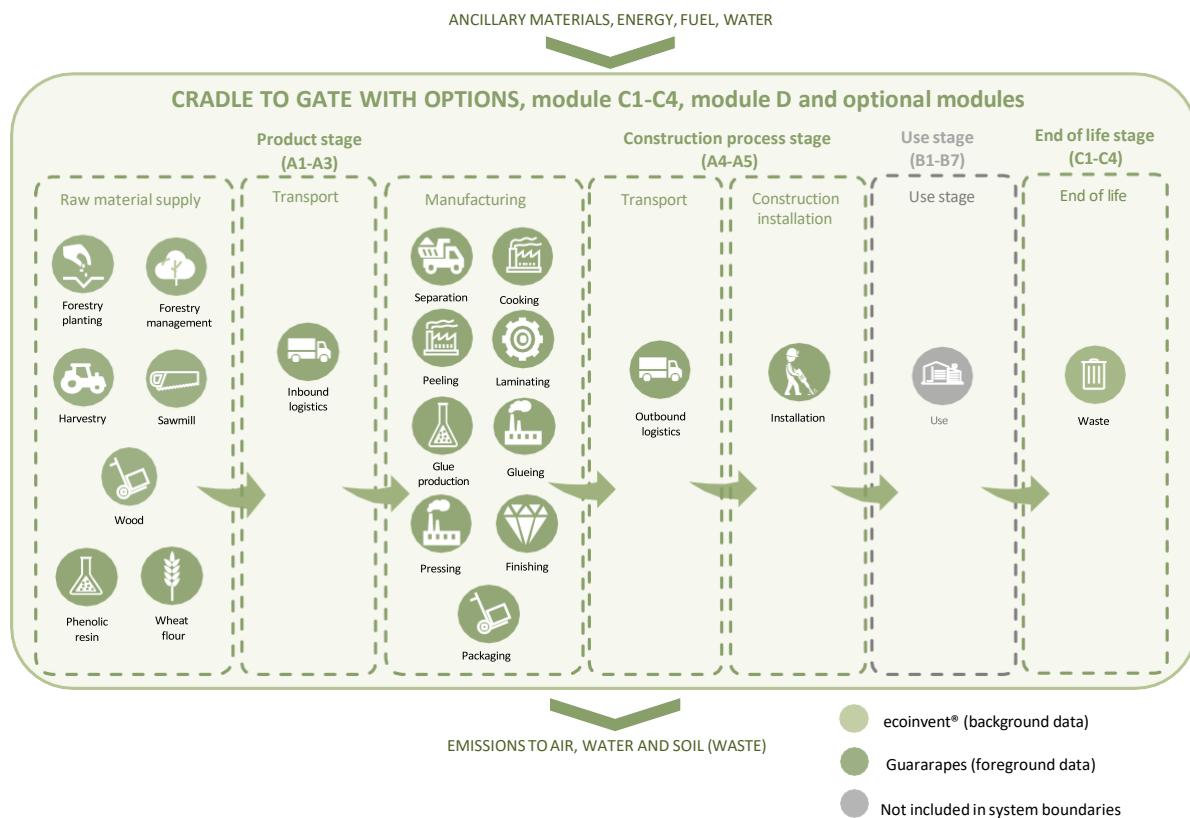 ANCILLARY MATERIALS, ENERGY, FUEL, WATER
CRADLE TO GATE WITH OPTIONS, module C1-C4, module D and optional modules
Product stage
(A1-A3)
Construction process stage
(A4-A5)
Use stage
(B1-B7)
End of life stage
(C1-C4)
Raw material supply
Transport
Manufacturing
Transport
Construction
installation
Use stage
End of life
Forestry
planting
Forestry
management
Harvestry
Sawmill
Wood
Phenolic
resin
Wheat
flour
Inbound
logistics
Separation
Cooking
Peeling
Laminating
Glue
production
Glueing
Pressing
Finishing
Packaging
Outbound
logistics
Installation
Use
Waste
EMISSIONS TO AIR, WATER AND SOIL (WASTE)
ecoinvent® (background data)
Guararapes (foreground data)
Not included in system boundaries